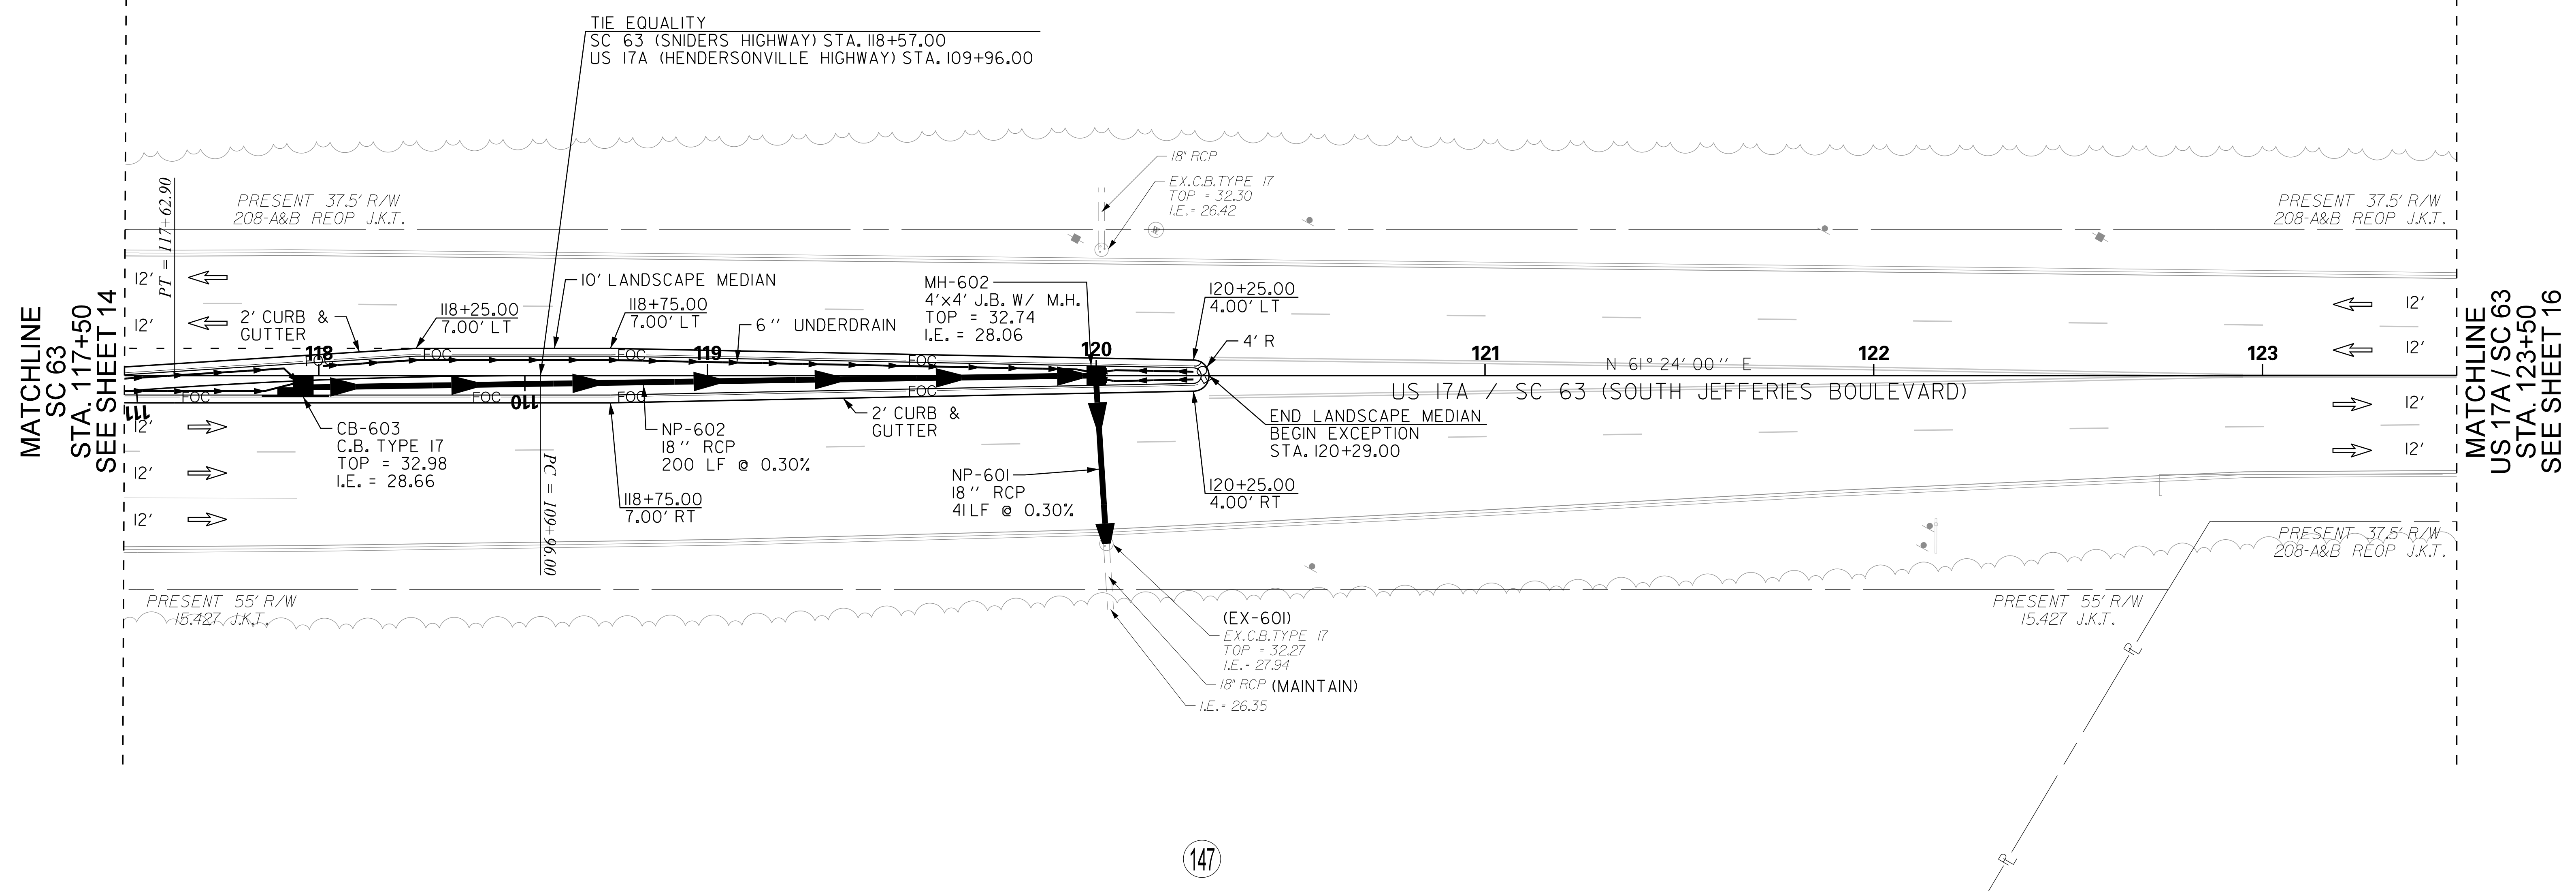 TIE EQUALITY
SC 63 (SNIDERS HIGHWAY) STA. 118+57.00
US 17A (HENDERSONVILLE HIGHWAY) STA. 109+96.00
18" RCP
EX.C.B.TYPE 17
TOP = 32.30
I.E.= 26.42
W
PT = 117+62.90
PRESENT 37.5' R/W
208-A&B REOP J.K.T.
PRESENT 37.5' R/W
208-A&B REOP J.K.T.
MATCHLINE
SC 63
STA. 117+50
SEE SHEET 14
12'
12'
12'
12'
12'
2' CURB &
GUTTER
118+25.00
7.00' LT
10' LANDSCAPE MEDIAN
118+75.00
7.00' LT
6'' UNDERDRAIN
MH-602
4'x4' J.B. W/ M.H.
TOP = 32.74
I.E. = 28.06
120+25.00
4.00' LT
4' R
118
119
120
121
122
123
FOC
FOC
FOC
FOC
FOC
FOC
FOC
111
110
N 61° 24' 00'' E
US 17A / SC 63 (SOUTH JEFFERIES BOULEVARD)
12'
12'
12'
12'
MATCHLINE
US 17A / SC 63
STA. 123+50
SEE SHEET 16
CB-603
C.B. TYPE 17
TOP = 32.98
I.E. = 28.66
PC = 109+96.00
118+75.00
7.00' RT
NP-602
18'' RCP
200 LF @ 0.30%
2' CURB &
GUTTER
NP-601
18'' RCP
41 LF @ 0.30%
END LANDSCAPE MEDIAN
BEGIN EXCEPTION
STA. 120+29.00
120+25.00
4.00' RT
PRESENT 37.5' R/W
208-A&B REOP J.K.T.
PRESENT 55' R/W
15.427 J.K.T.
PRESENT 55' R/W
15.427 J.K.T.
(EX-601)
EX.C.B.TYPE 17
TOP = 32.27
I.E.= 27.94
18" RCP (MAINTAIN)
I.E.= 26.35
PL
PL
147